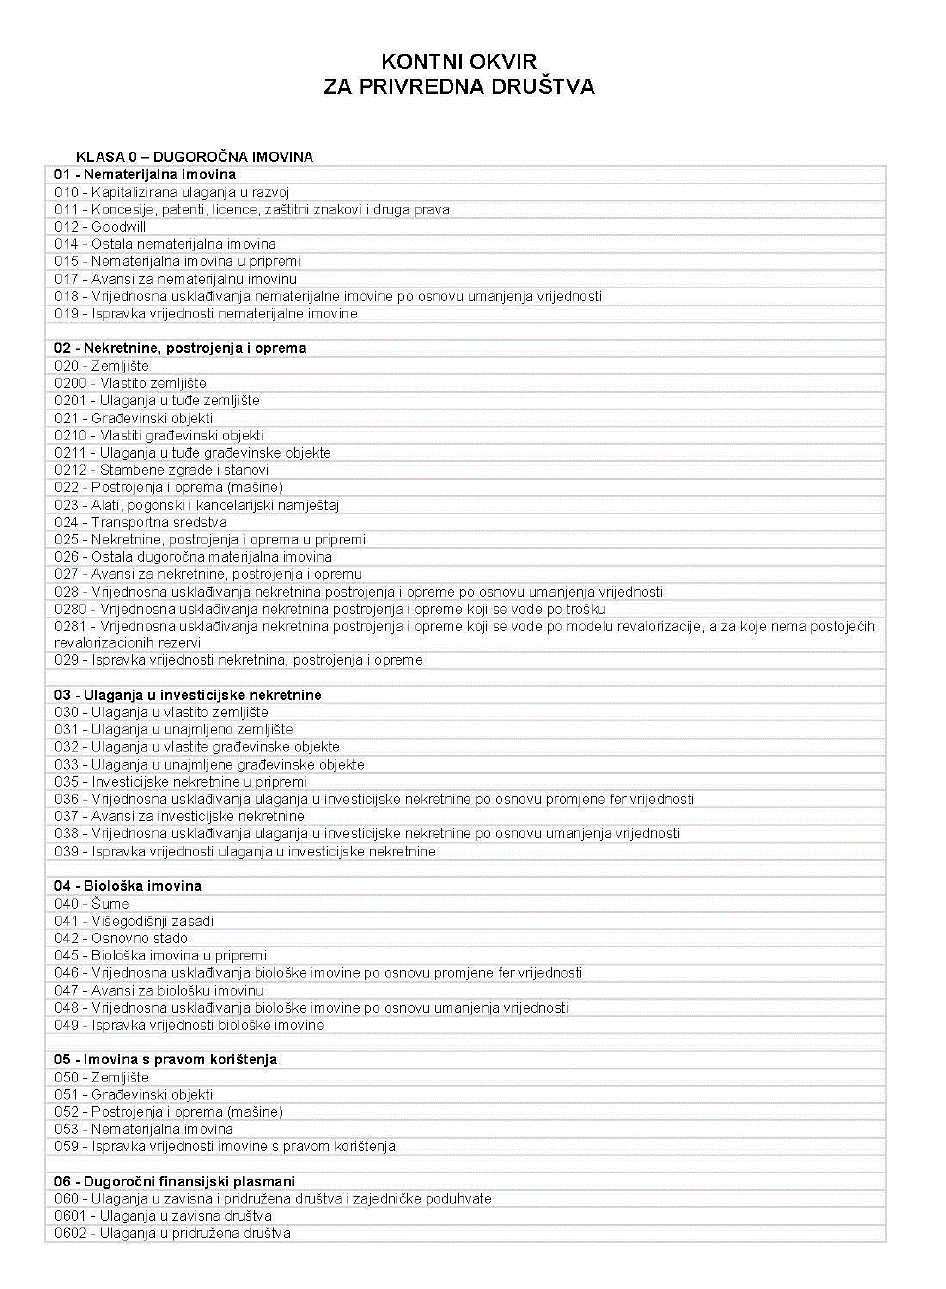 KONTNI OKVIR
ZA PRIVREDNA DRUŠTVA
KLASA 0 – DUGOROČNA IMOVINA
01 - Nematerijalna imovina
010 - Kapitalizirana ulaganja u razvoj
011 - Koncesije, patenti, licence, zaštitni znakovi i druga prava
012 - Goodwill
014 - Ostala nematerijalna imovina
015 - Nematerijalna imovina u pripremi
017 - Avansi za nematerijalnu imovinu
018 - Vrijednosna usklađivanja nematerijalne imovine po osnovu umanjenja vrijednosti
019 - Ispravka vrijednosti nematerijalne imovine
02 - Nekretnine, postrojenja i oprema
020 - Zemljište
0200 - Vlastito zemljište
0201 - Ulaganja u tuđe zemljište
021 - Građevinski objekti
0210 - Vlastiti građevinski objekti
0211 - Ulaganja u tuđe građevinske objekte
0212 - Stambene zgrade i stanovi
022 - Postrojenja i oprema (mašine)
023 - Alati, pogonski i kancelarijski namještaj
024 - Transportna sredstva
025 - Nekretnine, postrojenja i oprema u pripremi
026 - Ostala dugoročna materijalna imovina
027 - Avansi za nekretnine, postrojenja i opremu
028 - Vrijednosna usklađivanja nekretnina postrojenja i opreme po osnovu umanjenja vrijednosti
0280 - Vrijednosna usklađivanja nekretnina postrojenja i opreme koji se vode po trošku
0281 - Vrijednosna usklađivanja nekretnina postrojenja i opreme koji se vode po modelu revalorizacije, a za koje nema postojećih
revalorizacionih rezervi
029 - Ispravka vrijednosti nekretnina, postrojenja i opreme
03 - Ulaganja u investicijske nekretnine
030 - Ulaganja u vlastito zemljište
031 - Ulaganja u unajmljeno zemljište
032 - Ulaganja u vlastite građevinske objekte
033 - Ulaganja u unajmljene građevinske objekte
035 - Investicijske nekretnine u pripremi
036 - Vrijednosna usklađivanja ulaganja u investicijske nekretnine po osnovu promjene fer vrijednosti
037 - Avansi za investicijske nekretnine
038 - Vrijednosna usklađivanja ulaganja u investicijske nekretnine po osnovu umanjenja vrijednosti
039 - Ispravka vrijednosti ulaganja u investicijske nekretnine
04 - Biološka imovina
040 - Šume
041 - Višegodišnji zasadi
042 - Osnovno stado
045 - Biološka imovina u pripremi
046 - Vrijednosna usklađivanja biološke imovine po osnovu promjene fer vrijednosti
047 - Avansi za biološku imovinu
048 - Vrijednosna usklađivanja biološke imovine po osnovu umanjenja vrijednosti
049 - Ispravka vrijednosti biološke imovine
05 - Imovina s pravom korištenja
050 - Zemljište
051 - Građevinski objekti
052 - Postrojenja i oprema (mašine)
053 - Nematerijalna imovina
059 - Ispravka vrijednosti imovine s pravom korištenja
06 - Dugoročni finansijski plasmani
060 - Ulaganja u zavisna i pridružena društva i zajedničke poduhvate
0601 - Ulaganja u zavisna društva
0602 - Ulaganja u pridružena društva